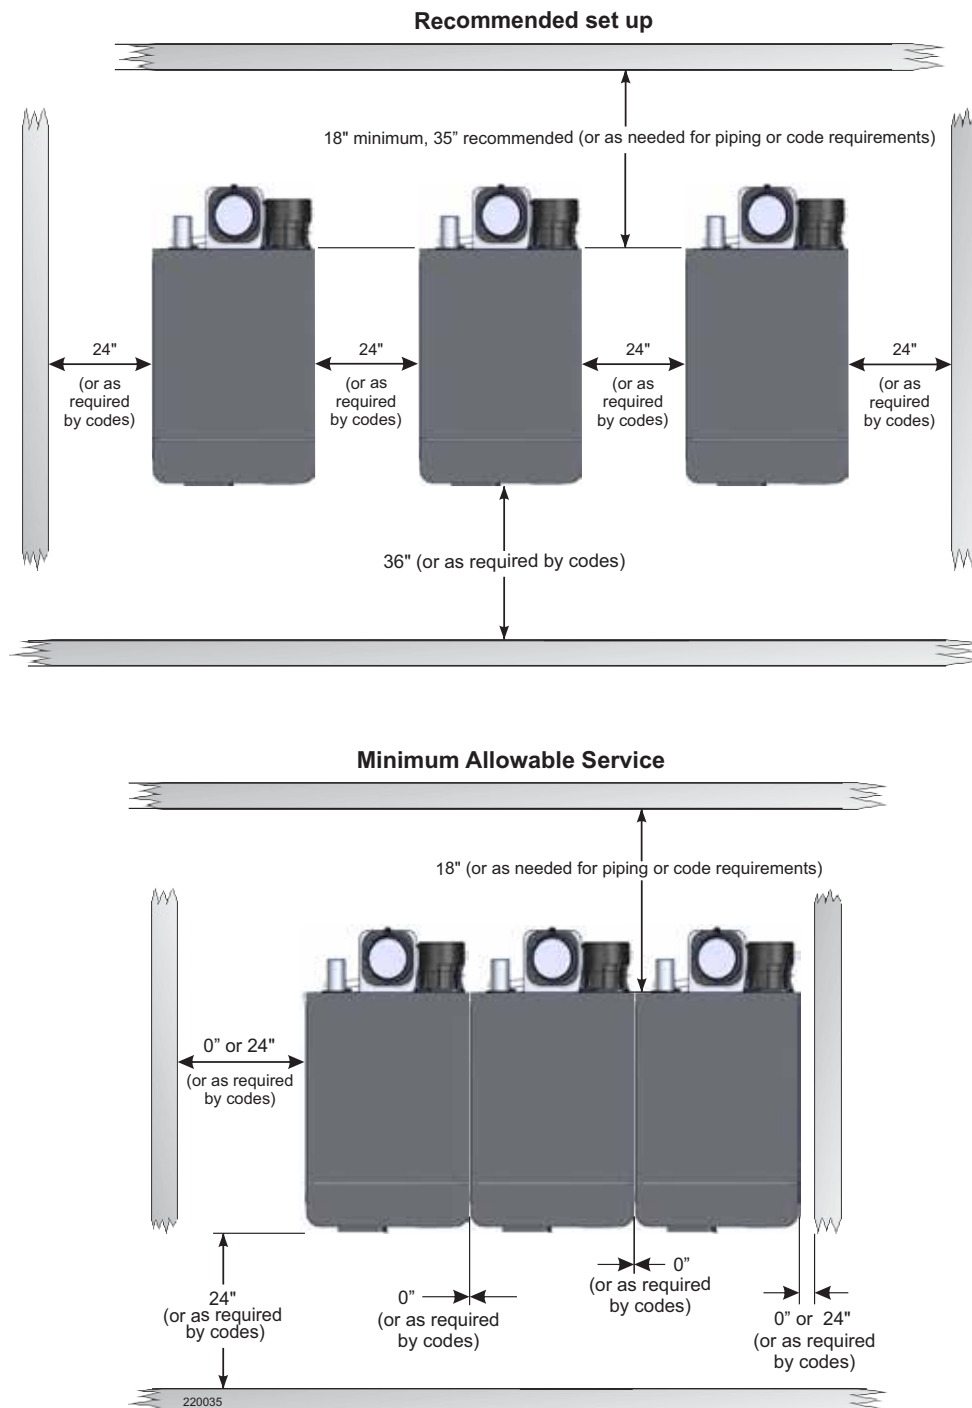 Recommended set up
18" minimum, 35” recommended (or as needed for piping or code requirements)
24"
(or as
required
by codes)
24"
(or as
required
by codes)
24"
(or as
required
by codes)
24"
(or as
required
by codes)
36" (or as required by codes)
Minimum Allowable Service
18" (or as needed for piping or code requirements)
0” or 24"
(or as required
by codes)
24"
(or as required
by codes)
0”
(or as required
by codes)
0”
(or as required
by codes)
0” or 24"
(or as required
by codes)
220035